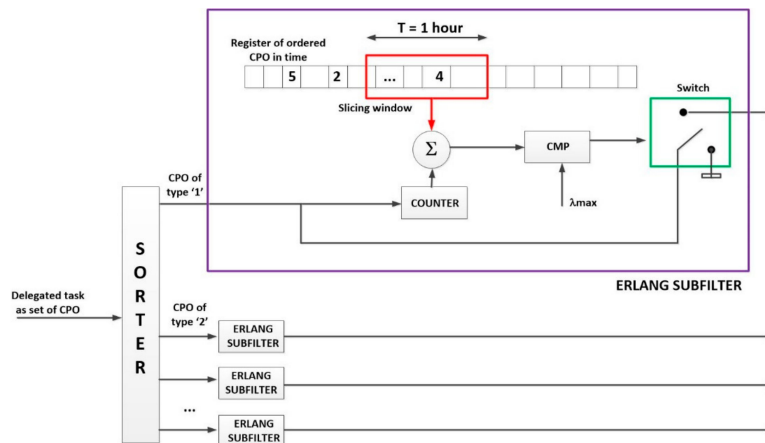 T = 1 hour
Register of ordered
CPO in time
5 2 ... 4
Slicing window
Switch
Σ
CMP
CPO of
type '1'
COUNTER
λmax
SORTER
ERLANG SUBFILTER
Delegated task
as set of CPO
CPO of
type '2'
ERLANG
SUBFILTER
ERLANG
SUBFILTER
...
ERLANG
SUBFILTER